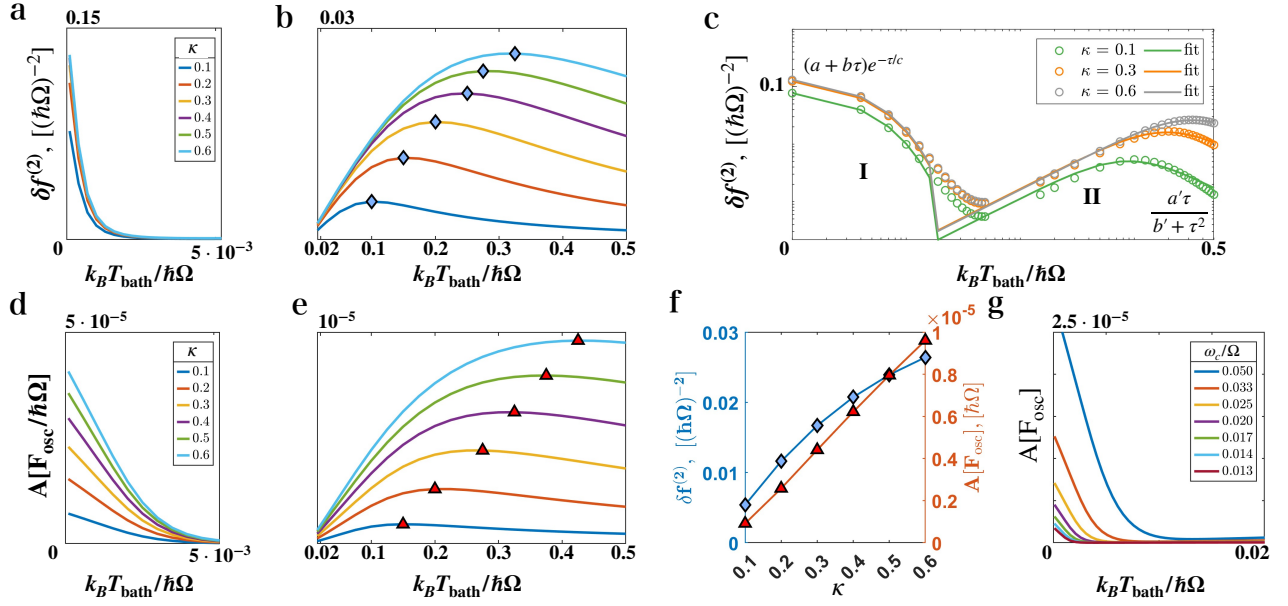 a
0.15
κ
0.1
0.2
0.3
0.4
0.5
0.6
δf⁽²⁾, [(ℏΩ)⁻²]
0
5·10⁻³
k_B T_bath/ℏΩ
b
0.03
0.02 0.1 0.2 0.3 0.4 0.5
k_B T_bath/ℏΩ
c
(a + bτ)e^(−τ/c)
κ = 0.1 fit
κ = 0.3 fit
κ = 0.6 fit
0.1
δf⁽²⁾, [(ℏΩ)⁻²]
I
II
a′τ
b′ + τ²
0
0.5
k_B T_bath/ℏΩ
d
5·10⁻⁵
κ
0.1
0.2
0.3
0.4
0.5
0.6
A[F_osc/ℏΩ]
0
5·10⁻³
k_B T_bath/ℏΩ
e
10⁻⁵
0.02 0.1 0.2 0.3 0.4 0.5
k_B T_bath/ℏΩ
f
×10⁻⁵
0.03
0.02
0.01
0
δf⁽²⁾, [(ħΩ)⁻²]
1
0.8
0.6
0.4
0.2
0
A[F_osc], [ℏΩ]
0.1 0.2 0.3 0.4 0.5 0.6
κ
g
2.5·10⁻⁵
ω_c/Ω
0.050
0.033
0.025
0.020
0.017
0.014
0.013
A[F_osc]
0
0.02
k_B T_bath/ℏΩ